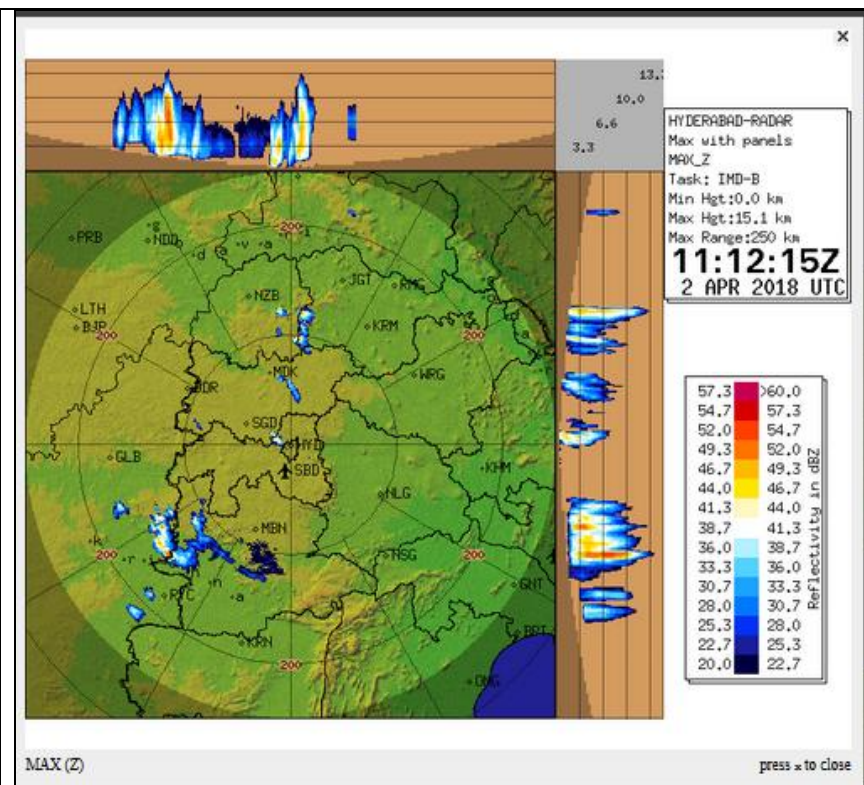 ×
13.
10.0
6.6
3.3
HYDERABAD-RADAR
Max with panels
MAX_Z
Task: IMD-B
Min Hgt:0.0 km
Max Hgt:15.1 km
Max Range:250 km
11:12:15Z
2 APR 2018 UTC
200
PRB
NDD
d a v a
NZB
JGT
RMG
LTH
BJP
200
KRM
200
MDK
WRG
SGD
HYD
GLB
SBD
KHM
NLG
MBN
k
200
r
NSG
200
n
a
GNT
KRN
200
57.3 >60.0
54.7 57.3
52.0 54.7
49.3 52.0
46.7 49.3
44.0 46.7
41.3 44.0
38.7 41.3
36.0 38.7
33.3 36.0
30.7 33.3
28.0 30.7
25.3 28.0
22.7 25.3
20.0 22.7
Reflectivity in dBZ
MAX (Z)
press × to close